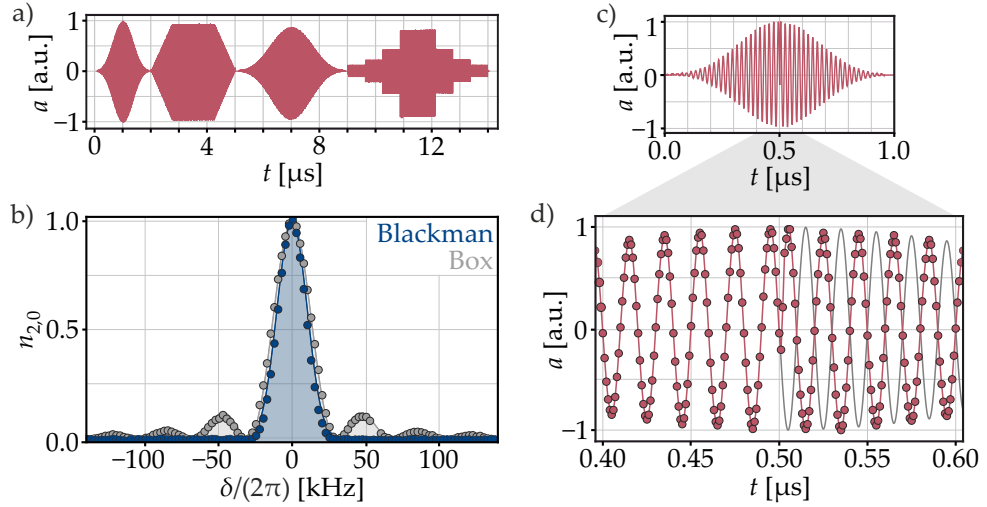 a)
a [a.u.]
1
0
−1
0
4
8
12
t [µs]
b)
n2,0
1.0
0.5
0.0
Blackman
Box
−100
−50
0
50
100
δ/(2π) [kHz]
c)
a [a.u.]
1
0
−1
0.0
0.5
1.0
t [µs]
d)
a [a.u.]
1
0
−1
0.40
0.45
0.50
0.55
0.60
t [µs]